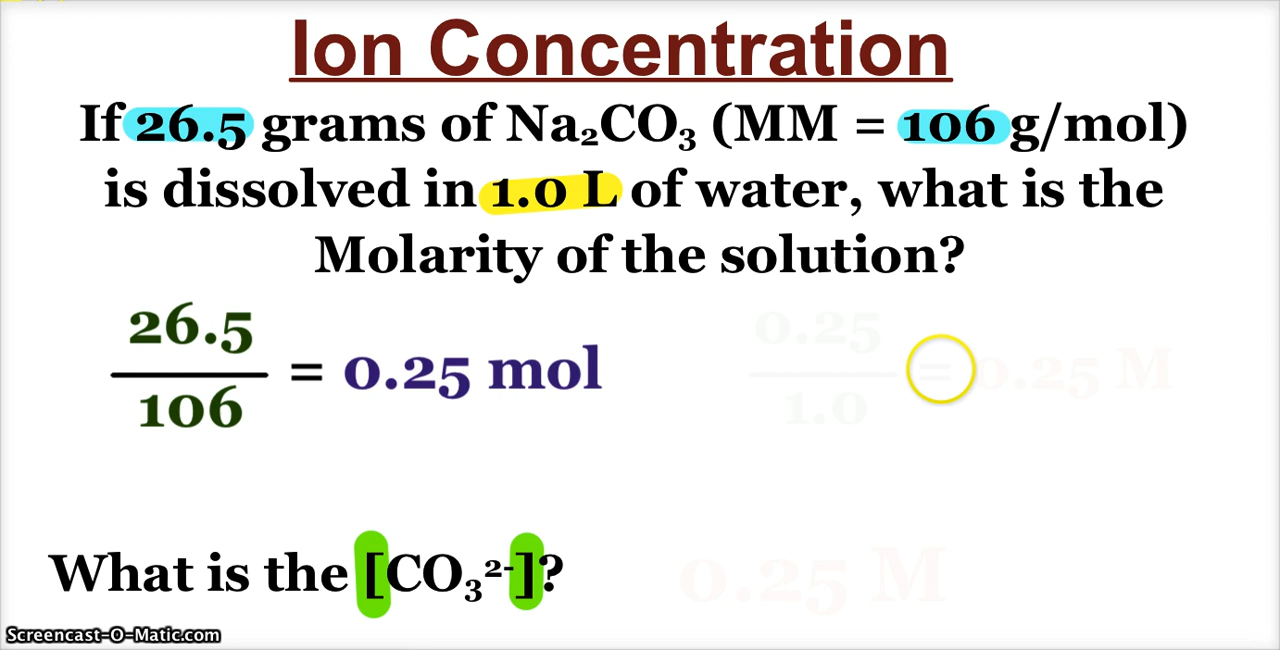 Ion Concentration
If 26.5 grams of Na₂CO₃ (MM = 106 g/mol)
is dissolved in 1.0 L of water, what is the
Molarity of the solution?
26.5
106
= 0.25 mol
0.25
1.0
= 0.25 M
What is the [CO₃²⁻]?
0.25 M
Screencast-O-Matic.com